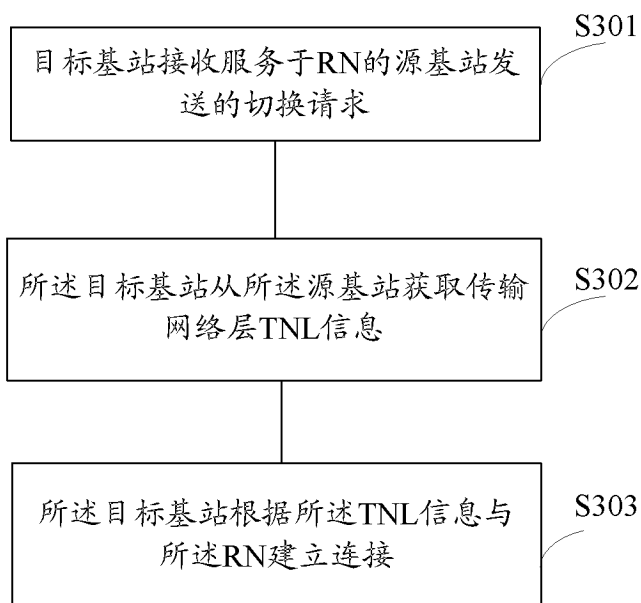 S301
目标基站接收服务于RN的源基站发
送的切换请求
S302
所述目标基站从所述源基站获取传输
网络层TNL信息
S303
所述目标基站根据所述TNL信息与
所述RN建立连接